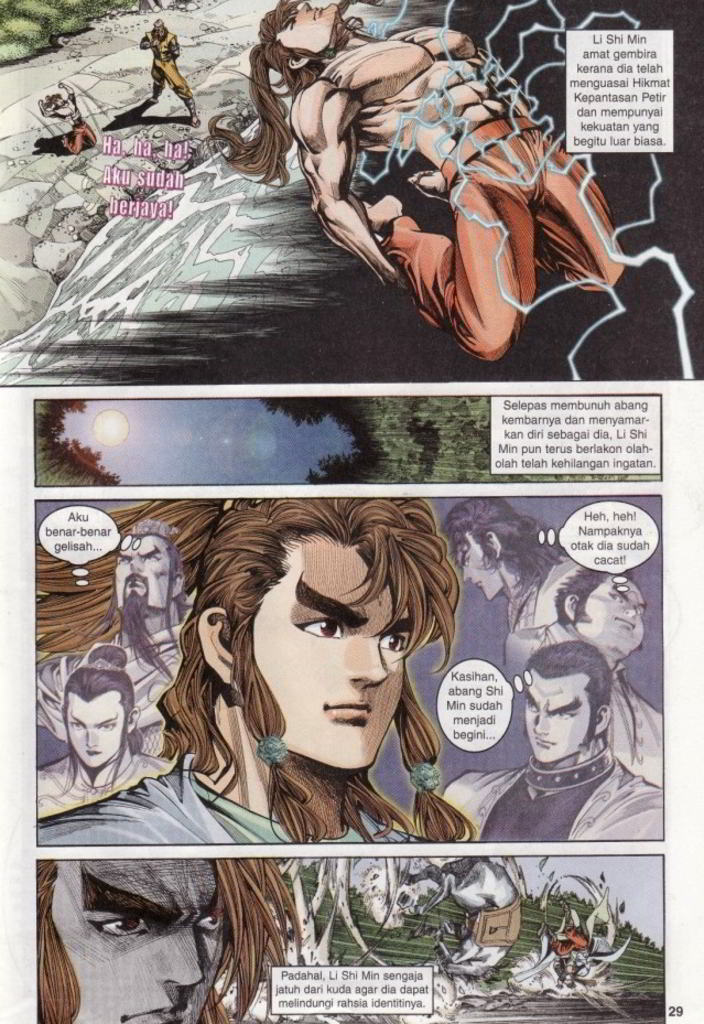 Li Shi Min
amat gembira
kerana dia telah
menguasai Hikmat
Kepantasan Petir
dan mempunyai
kekuatan yang
begitu luar biasa.
Ha, ha, ha!
Aku sudah
berjaya!
Selepas membunuh abang
kembarnya dan menyamar-
kan diri sebagai dia, Li Shi
Min pun terus berlakon olah-
olah telah kehilangan ingatan.
Aku
benar-benar
gelisah...
Heh, heh!
Nampaknya
otak dia sudah
cacat!
Kasihan,
abang Shi
Min sudah
menjadi
begini...
Padahal, Li Shi Min sengaja
jatuh dari kuda agar dia dapat
melindungi rahsia identitinya.
29